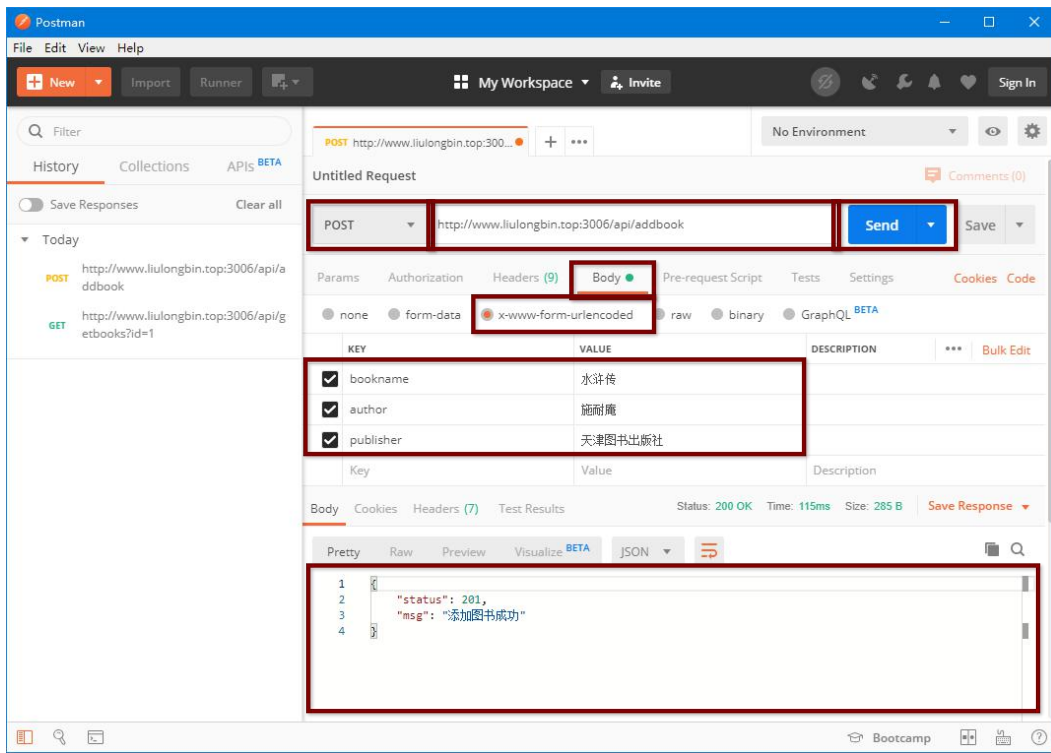 Postman
File Edit View Help
New Import Runner My Workspace Invite Sign In
Filter
History Collections APIs BETA
Save Responses Clear all
Today
POST http://www.liulongbin.top:3006/api/a
ddbook
GET http://www.liulongbin.top:3006/api/g
etbooks?id=1
POST http://www.liulongbin.top:300... + ••• No Environment
Untitled Request Comments (0)
POST http://www.liulongbin.top:3006/api/addbook Send Save
Params Authorization Headers (9) Body Pre-request Script Tests Settings Cookies Code
none form-data x-www-form-urlencoded raw binary GraphQL BETA
KEY VALUE DESCRIPTION ••• Bulk Edit
bookname 水浒传
author 施耐庵
publisher 天津图书出版社
Key Value Description
Body Cookies Headers (7) Test Results Status: 200 OK Time: 115ms Size: 285 B Save Response
Pretty Raw Preview Visualize BETA JSON
1 {
2 "status": 201,
3 "msg": "添加图书成功"
4 }
Bootcamp